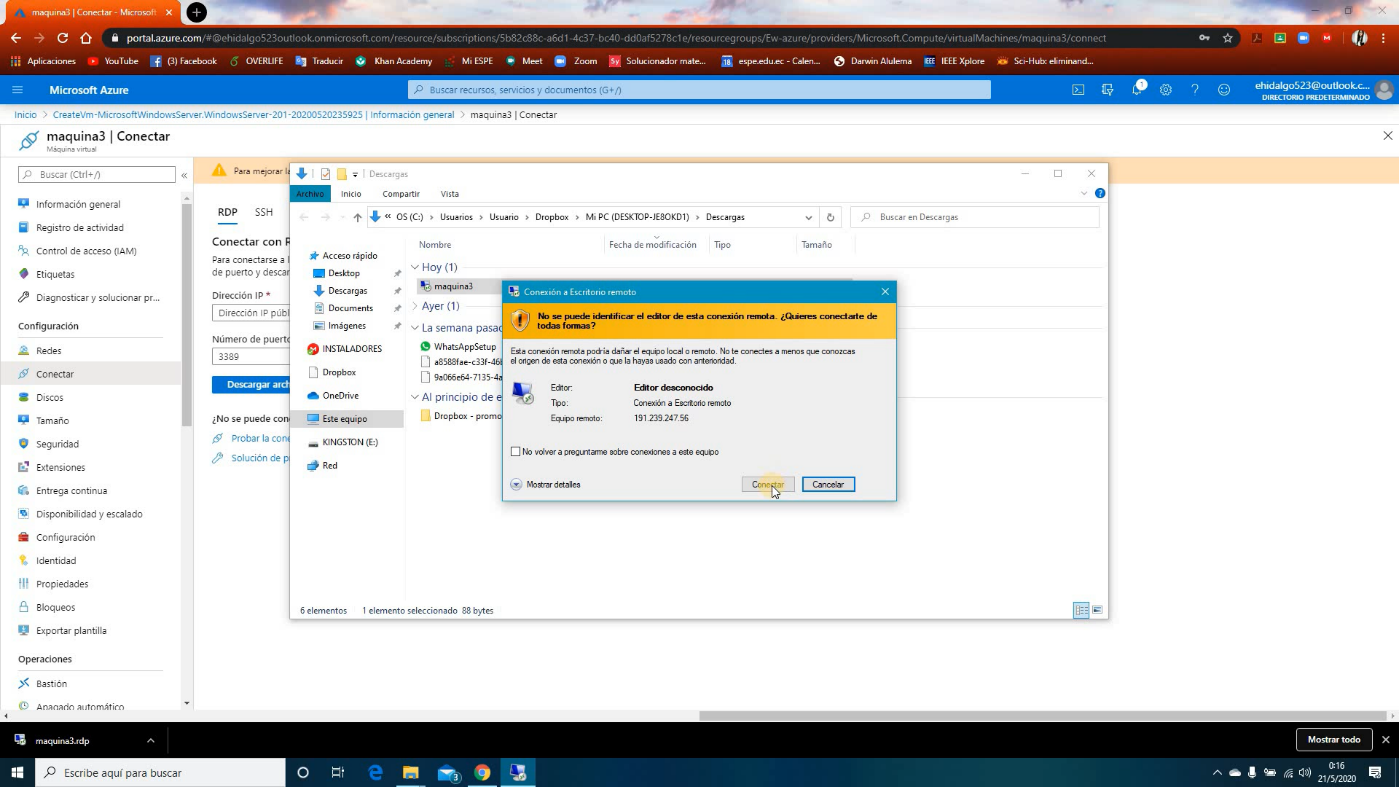 maquina3 | Conectar - Microsoft
portal.azure.com/#@ehidalgo523outlook.onmicrosoft.com/resource/subscriptions/5b82c88c-a6d1-4c37-bc40-dd0af5278c1e/resourcegroups/Ew-azure/providers/Microsoft.Compute/virtualMachines/maquina3/connect
Aplicaciones
YouTube
(3) Facebook
OVERLIFE
Traducir
Khan Academy
Mi ESPE
Meet
Zoom
Solucionador mate...
espe.edu.ec - Calen...
Darwin Alulema
IEEE Xplore
Sci-Hub: eliminand...
Microsoft Azure
Buscar recursos, servicios y documentos (G+/)
1
ehidalgo523@outlook.c...
DIRECTORIO PREDETERMINADO
Inicio > CreateVm-MicrosoftWindowsServer.WindowsServer-201-20200520235925 | Información general > maquina3 | Conectar
maquina3 | Conectar
Máquina virtual
Buscar (Ctrl+/)
Información general
Registro de actividad
Control de acceso (IAM)
Etiquetas
Diagnosticar y solucionar pr...
Configuración
Redes
Conectar
Discos
Tamaño
Seguridad
Extensiones
Entrega continua
Disponibilidad y escalado
Configuración
Identidad
Propiedades
Bloqueos
Exportar plantilla
Operaciones
Bastión
Apagado automático
Para mejorar la
RDP SSH
Conectar con R
Para conectarse a l
de puerto y descar
Dirección IP *
Dirección IP públ
Número de puerto
3389
Descargar arch
¿No se puede con
Probar la cone
Solución de p
Descargas
Archivo Inicio Compartir Vista
« OS (C:) > Usuarios > Usuario > Dropbox > Mi PC (DESKTOP-JE8OKD1) > Descargas
Buscar en Descargas
Nombre Fecha de modificación Tipo Tamaño
Acceso rápido
Desktop
Descargas
Documents
Imágenes
INSTALADORES
Dropbox
OneDrive
Este equipo
KINGSTON (E:)
Red
Hoy (1)
maquina3
Ayer (1)
La semana pasad
WhatsAppSetup
a8588fae-c33f-46
9a066e64-7135-4a
Al principio de e
Dropbox - promo
6 elementos 1 elemento seleccionado 88 bytes
Conexión a Escritorio remoto
No se puede identificar el editor de esta conexión remota. ¿Quieres conectarte de
todas formas?
Esta conexión remota podría dañar el equipo local o remoto. No te conectes a menos que conozcas
el origen de esta conexión o que la hayas usado con anterioridad.
Editor: Editor desconocido
Tipo: Conexión a Escritorio remoto
Equipo remoto: 191.239.247.56
No volver a preguntarme sobre conexiones a este equipo
Mostrar detalles
Conectar
Cancelar
maquina3.rdp
Mostrar todo
Escribe aquí para buscar
3
0:16
21/5/2020